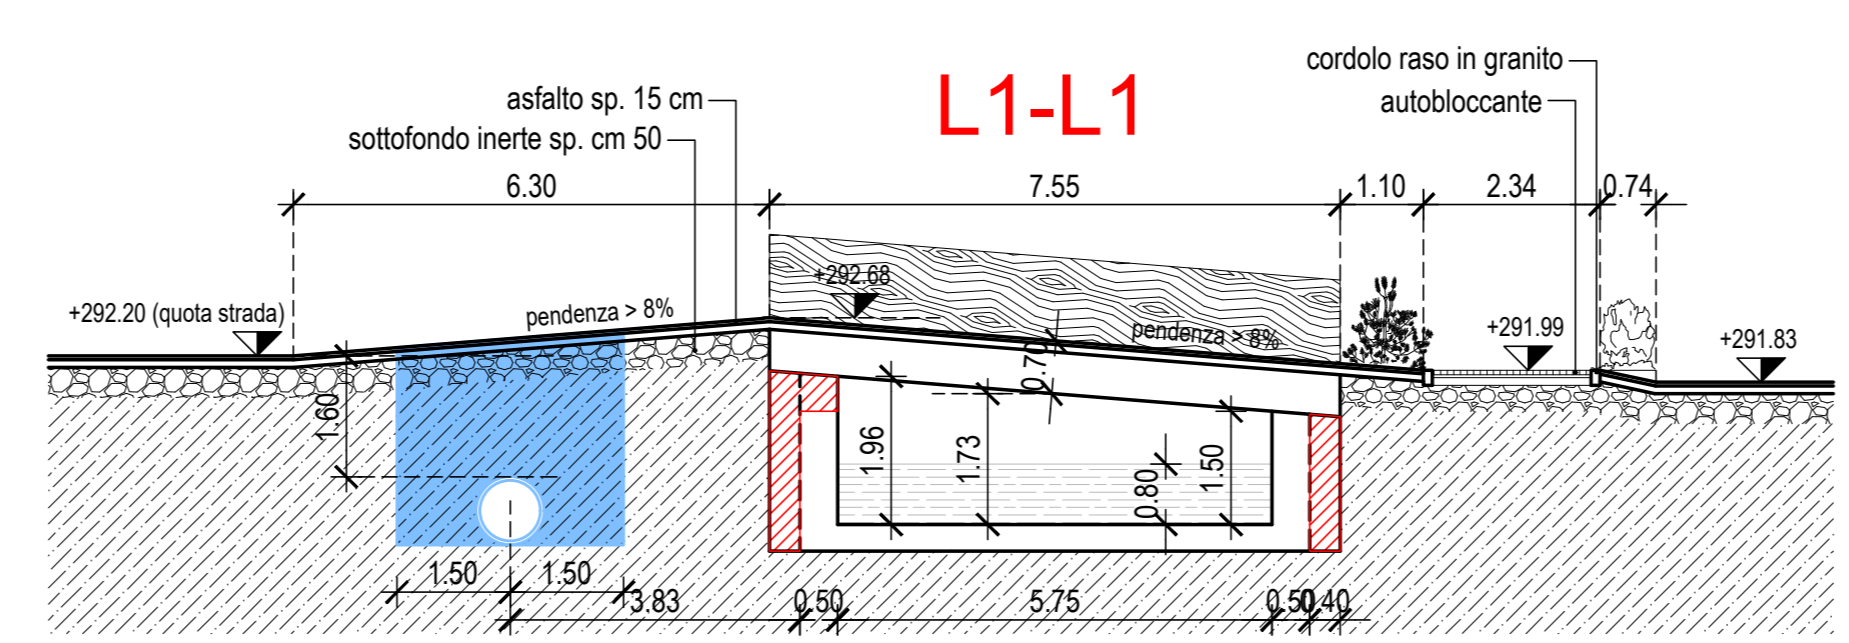 cordolo raso in granito
L1-L1
asfalto sp. 15 cm
autobloccante
sottofondo inerte sp. cm 50
6.30
7.55
1.10
2.34
0.74
+292.68
+292.20 (quota strada)
pendenza > 8%
pendenza > 8%
+291.99
+291.83
0.70
1.60
1.96
1.73
0.80
1.50
1.50
1.50
3.83
0.50
5.75
0.50
0.40